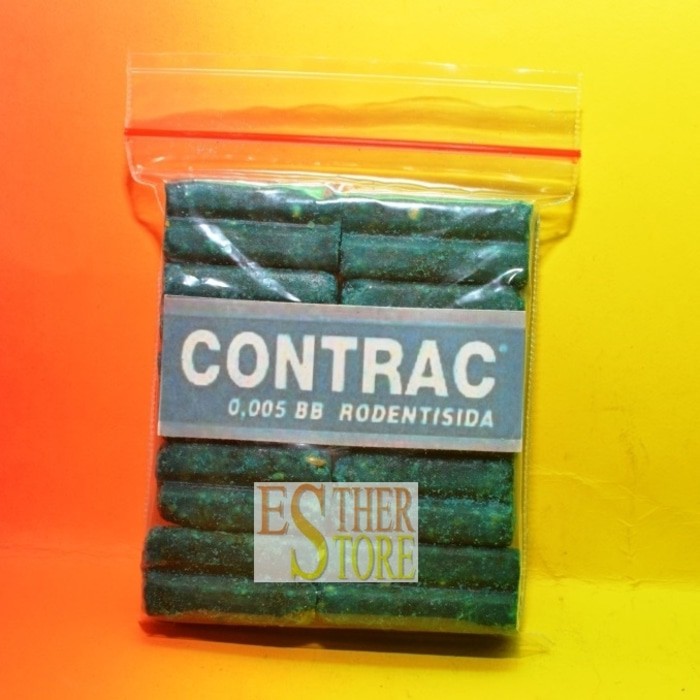 CONTRAC®
0,005 BB RODENTISIDA
ESTHER
STORE